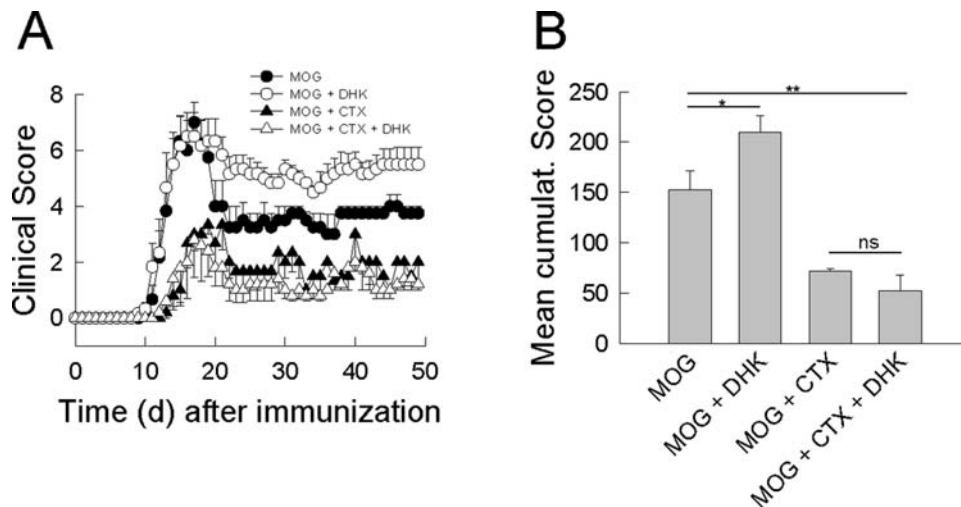 A
MOG
MOG + DHK
MOG + CTX
MOG + CTX + DHK
8
6
4
2
0
Clinical Score
0 10 20 30 40 50
Time (d) after immunization
B
**
*
ns
250
200
150
100
50
0
Mean cumulat. Score
MOG
MOG + DHK
MOG + CTX
MOG + CTX + DHK